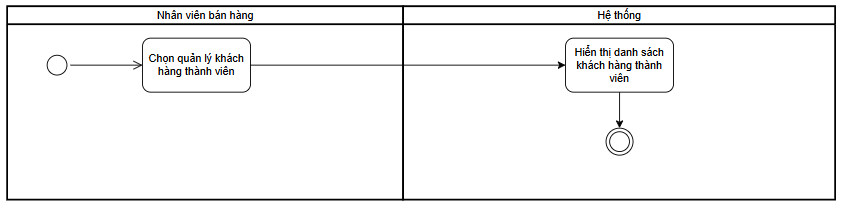 Nhân viên bán hàng
Hệ thống
Chọn quản lý khách
hàng thành viên
Hiển thị danh sách
khách hàng thành
viên